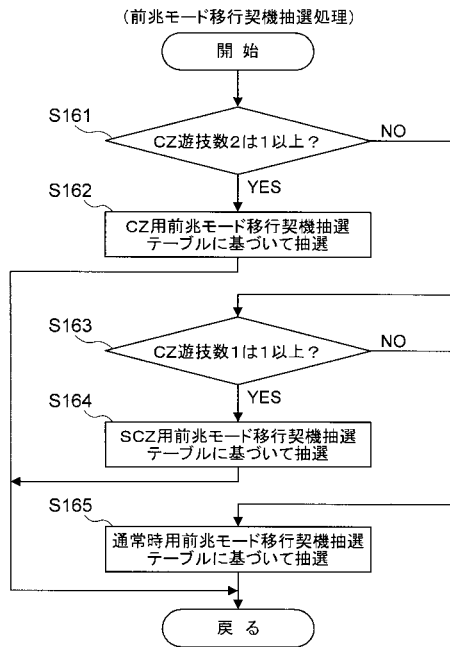 (前兆モード移行契機抽選処理)
開 始
S161
CZ遊技数2は1以上?
NO
YES
S162
CZ用前兆モード移行契機抽選
テーブルに基づいて抽選
S163
CZ遊技数1は1以上?
NO
YES
S164
SCZ用前兆モード移行契機抽選
テーブルに基づいて抽選
S165
通常時用前兆モード移行契機抽選
テーブルに基づいて抽選
戻 る